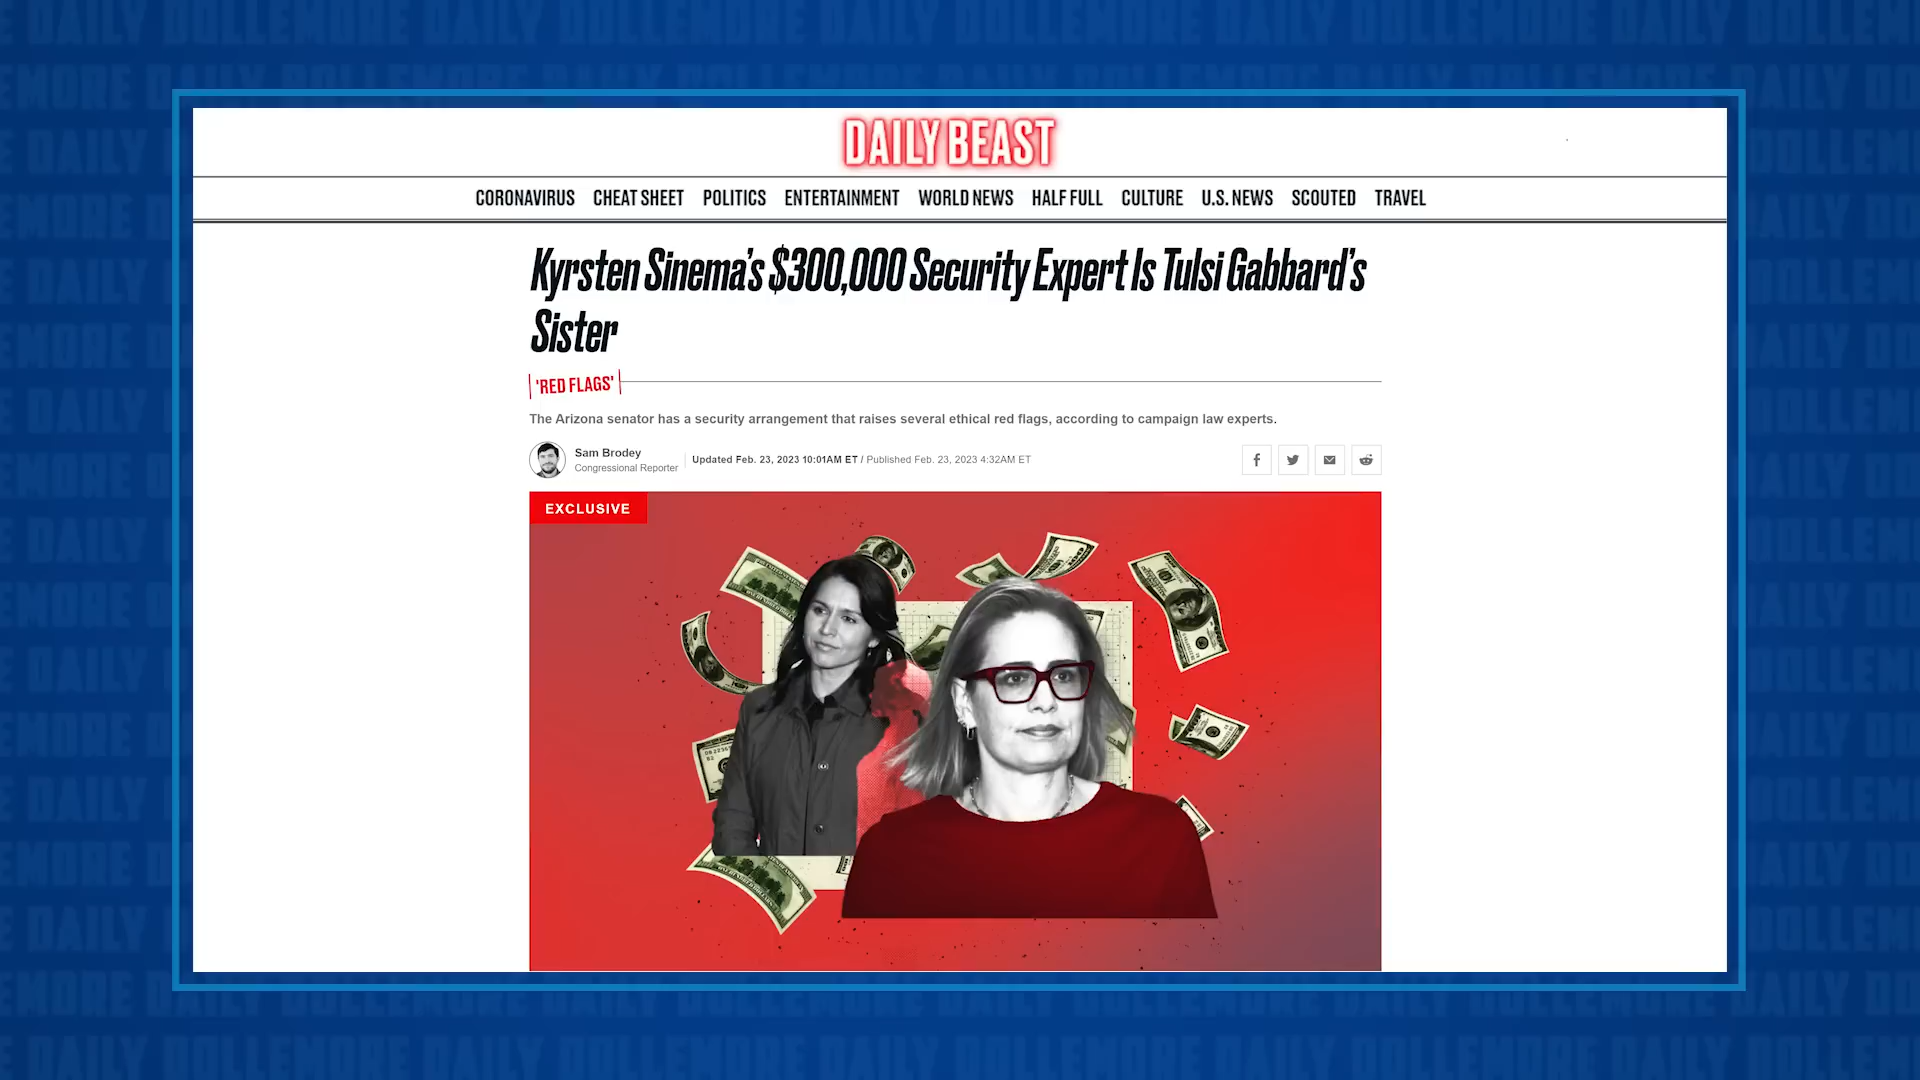 DAILY BEAST
CORONAVIRUS CHEAT SHEET POLITICS ENTERTAINMENT WORLD NEWS HALF FULL CULTURE U.S. NEWS SCOUTED TRAVEL
Kyrsten Sinema's $300,000 Security Expert Is Tulsi Gabbard's
Sister
'RED FLAGS'
The Arizona senator has a security arrangement that raises several ethical red flags, according to campaign law experts.
Sam Brodey
Congressional Reporter
Updated Feb. 23, 2023 10:01AM ET / Published Feb. 23, 2023 4:32AM ET
EXCLUSIVE